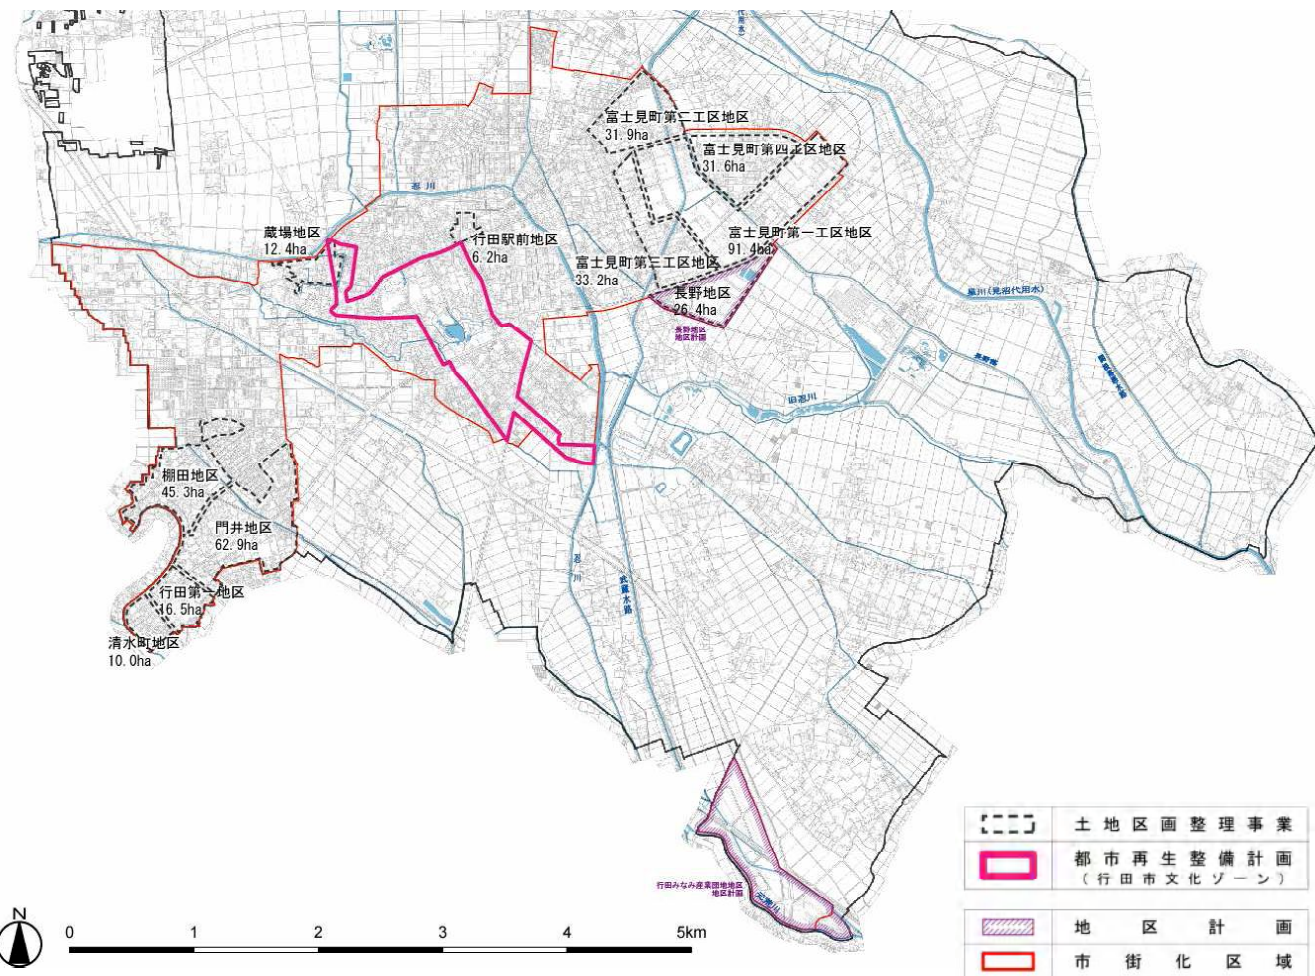 代用水)
富士見町第二工区地区
31.9ha
富士見町第四工区地区
31.6ha
忍川
蔵場地区
12.4ha
行田駅前地区
6.2ha
富士見町第一工区地区
91.4ha
富士見町第三工区地区
33.2ha
長野地区
26.4ha
長野地区
地区計画
星川(見沼代用水)
旧忍川
棚田地区
45.3ha
門井地区
62.9ha
行田第一地区
16.5ha
清水町地区
10.0ha
忍川
武蔵水路
行田みなみ産業団地地区
地区計画
元荒川
土地区画整理事業
都市再生整備計画
(行田市文化ゾーン)
地区計画
市街化区域
N
0 1 2 3 4 5km